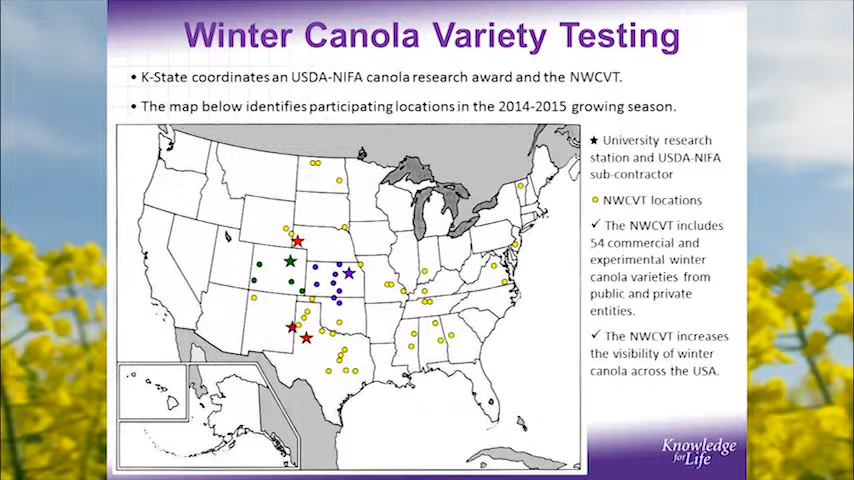 Winter Canola Variety Testing
• K-State coordinates an USDA-NIFA canola research award and the NWCVT.
• The map below identifies participating locations in the 2014-2015 growing season.
★ University research
station and USDA-NIFA
sub-contractor
NWCVT locations
✓ The NWCVT includes
54 commercial and
experimental winter
canola varieties from
public and private
entities.
✓ The NWCVT increases
the visibility of winter
canola across the USA.
Knowledge
for Life